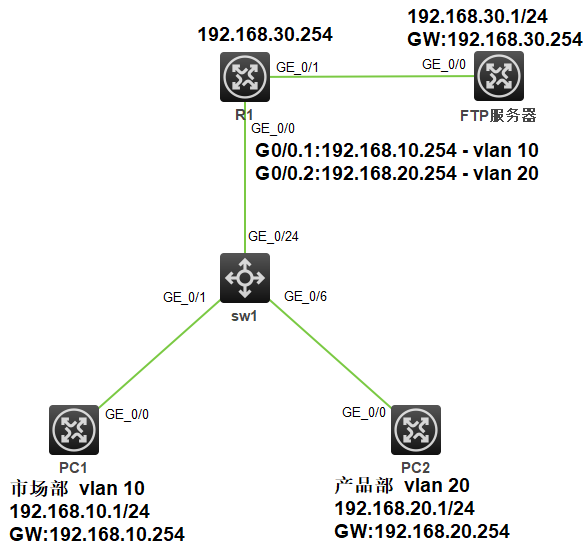 192.168.30.1/24
GW:192.168.30.254
192.168.30.254
GE_0/1
GE_0/0
R1
FTP服务器
GE_0/0
G0/0.1:192.168.10.254 - vlan 10
G0/0.2:192.168.20.254 - vlan 20
GE_0/24
GE_0/1
GE_0/6
sw1
GE_0/0
GE_0/0
PC1
PC2
市场部 vlan 10
192.168.10.1/24
GW:192.168.10.254
产品部 vlan 20
192.168.20.1/24
GW:192.168.20.254